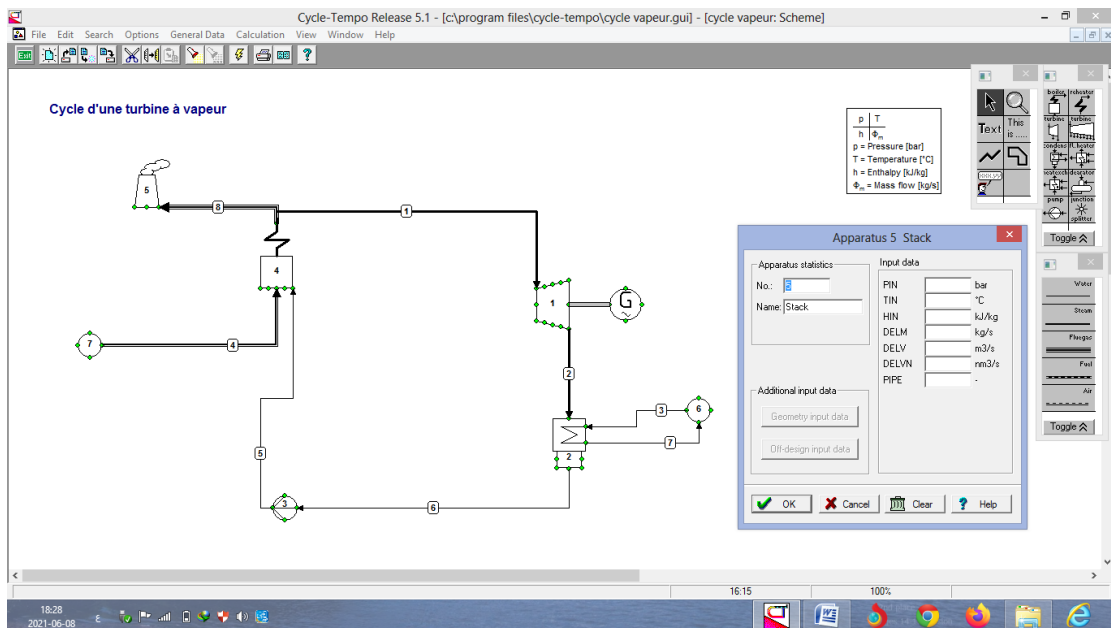 Cycle-Tempo Release 5.1 - [c:\program files\cycle-tempo\cycle vapeur.gui] - [cycle vapeur: Scheme]
File Edit Search Options General Data Calculation View Window Help
Exit
Cycle d'une turbine à vapeur
p T
h Φm
p = Pressure [bar]
T = Temperature [°C]
h = Enthalpy [kJ/kg]
Φm = Mass flow [kg/s]
Text This is .....
boiler reheater
turbine turbine
pump junction
splitter
Toggle
Water
Steam
Fluegas
Fuel
Air
Toggle
5
8
1
4
1
G
~
7
4
2
3
6
7
2
5
3
6
Apparatus 5 Stack
Apparatus statistics
No.: 5
Name: Stack
Additional input data
Geometry input data
Off-design input data
Input data
PIN bar
TIN °C
HIN kJ/kg
DELM kg/s
DELV m3/s
DELVN nm3/s
PIPE -
OK Cancel Clear Help
16:15 100%
18:28
2021-06-08
ع